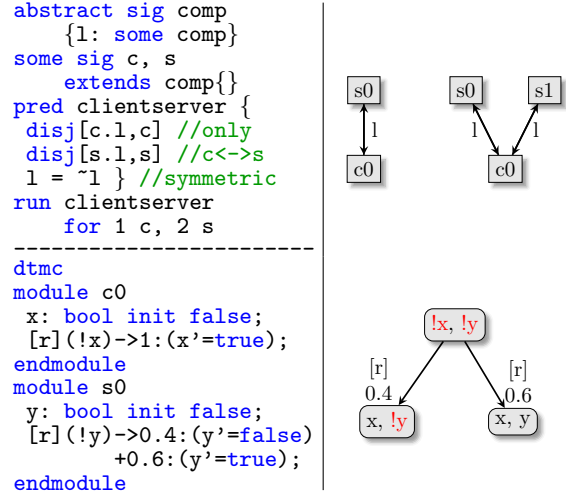 abstract sig comp
{l: some comp}
some sig c, s
extends comp{}
pred clientserver {
disj[c.l,c] //only
disj[s.l,s] //c<->s
l = ~l } //symmetric
run clientserver
for 1 c, 2 s
------------------------
dtmc
module c0
x: bool init false;
[r](!x)->1:(x'=true);
endmodule
module s0
y: bool init false;
[r](!y)->0.4:(y'=false)
+0.6:(y'=true);
endmodule
s0 s0 s1
l l l
c0 c0
!x, !y
[r] [r]
0.4 0.6
x, !y x, y